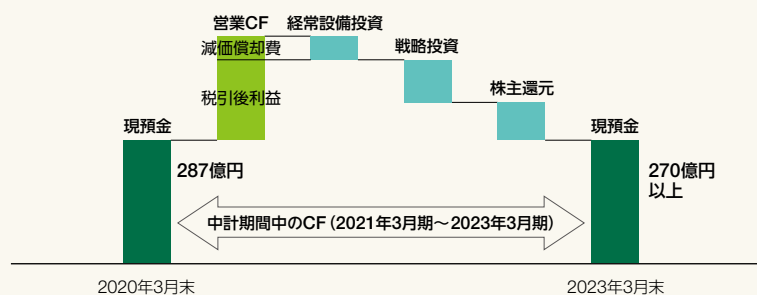 営業CF
経常設備投資
減価償却費
戦略投資
税引後利益
株主還元
現預金
現預金
287億円
270億円
以上
中計期間中のCF（2021年3月期～2023年3月期）
2020年3月末
2023年3月末